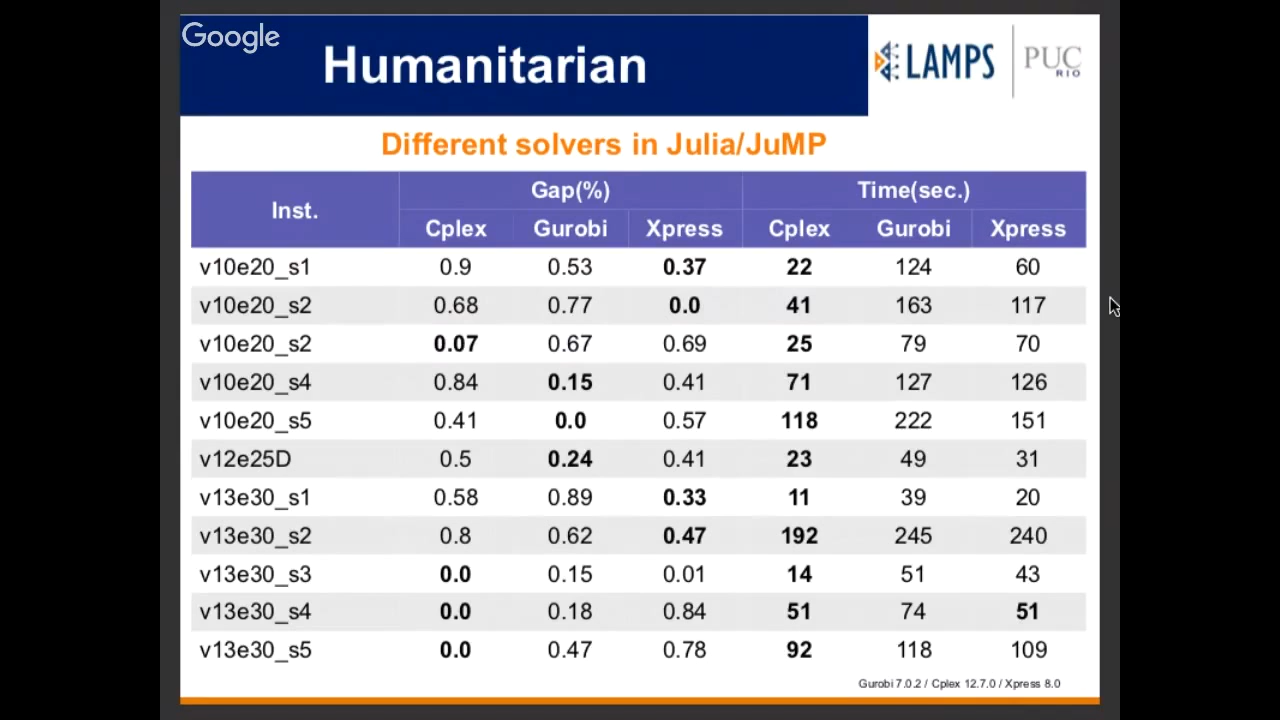 Google
Humanitarian
LAMPS
PUC
RIO
Different solvers in Julia/JuMP
Inst. Gap(%) Time(sec.)
Cplex Gurobi Xpress Cplex Gurobi Xpress
v10e20_s1 0.9 0.53 0.37 22 124 60
v10e20_s2 0.68 0.77 0.0 41 163 117
v10e20_s2 0.07 0.67 0.69 25 79 70
v10e20_s4 0.84 0.15 0.41 71 127 126
v10e20_s5 0.41 0.0 0.57 118 222 151
v12e25D 0.5 0.24 0.41 23 49 31
v13e30_s1 0.58 0.89 0.33 11 39 20
v13e30_s2 0.8 0.62 0.47 192 245 240
v13e30_s3 0.0 0.15 0.01 14 51 43
v13e30_s4 0.0 0.18 0.84 51 74 51
v13e30_s5 0.0 0.47 0.78 92 118 109
Gurobi 7.0.2 / Cplex 12.7.0 / Xpress 8.0